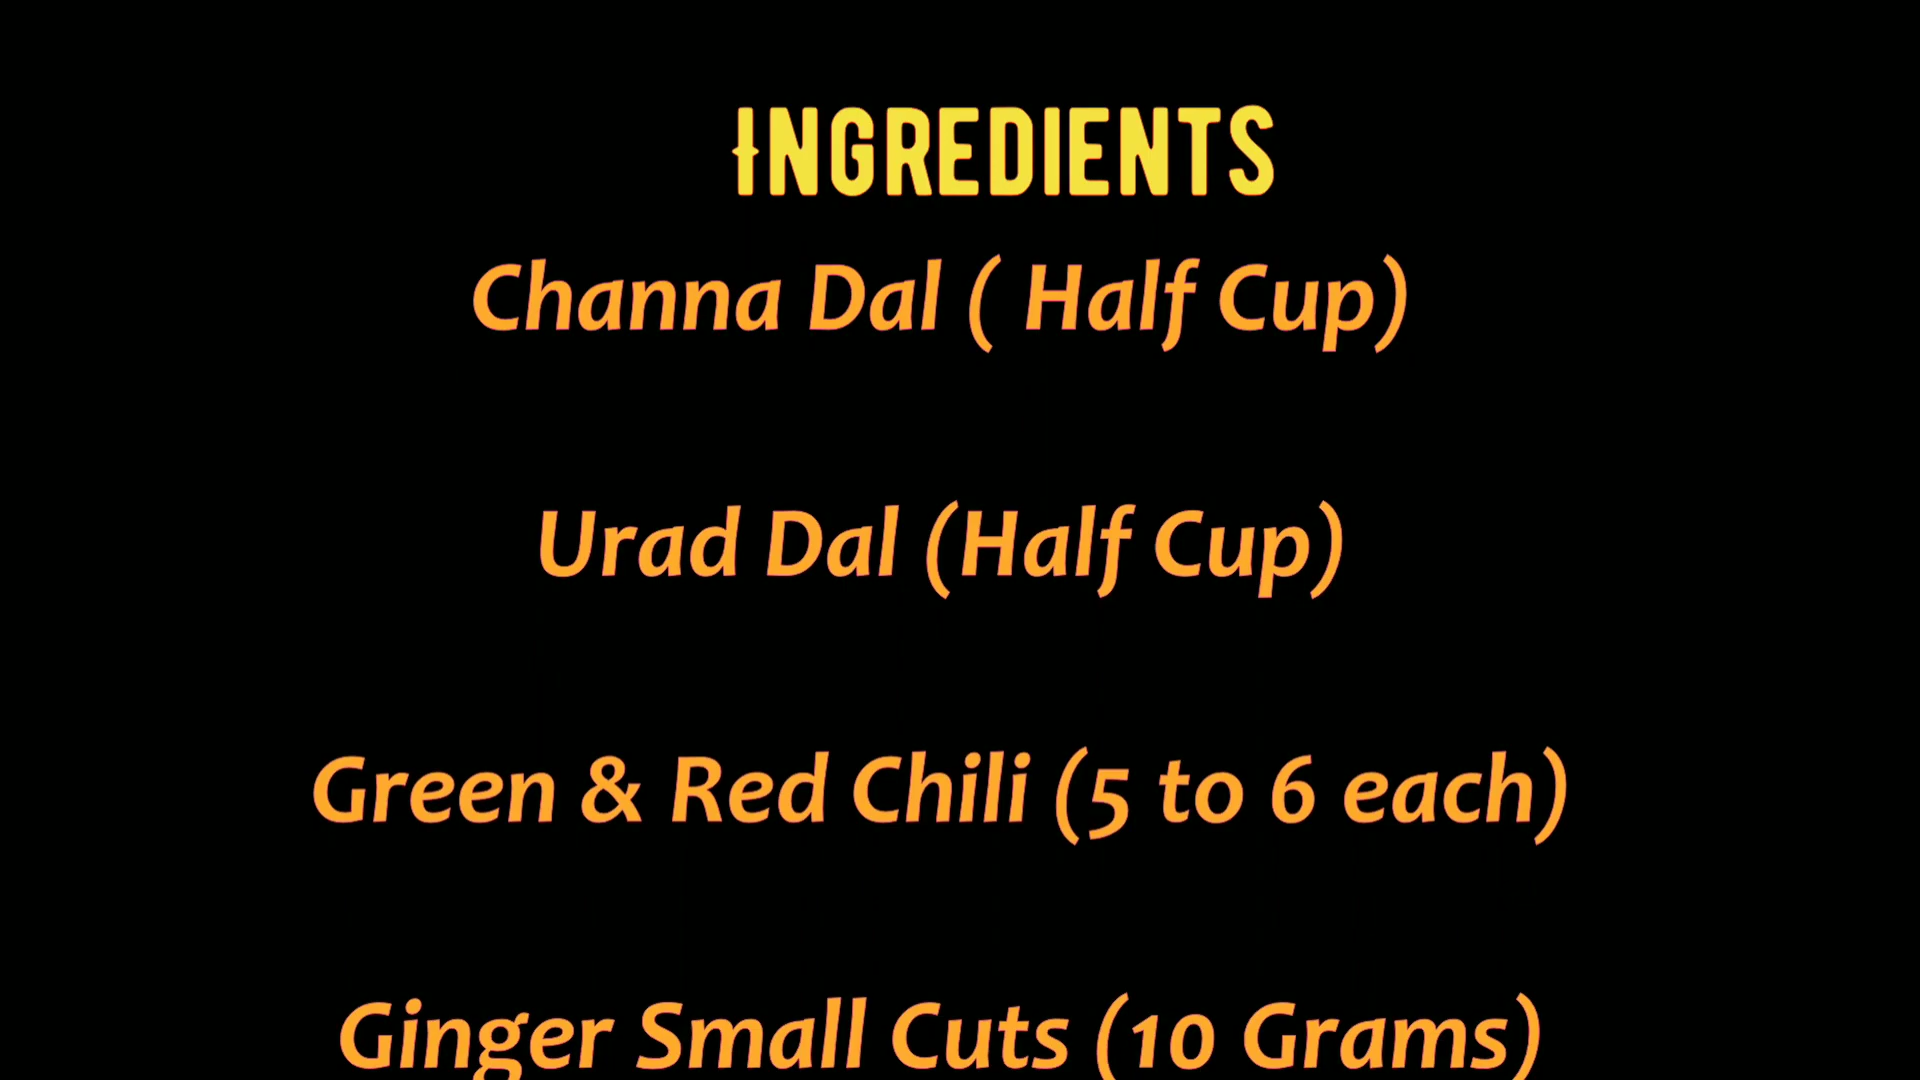 INGREDIENTS
Channa Dal ( Half Cup)
Urad Dal (Half Cup)
Green & Red Chili (5 to 6 each)
Ginger Small Cuts (10 Grams)